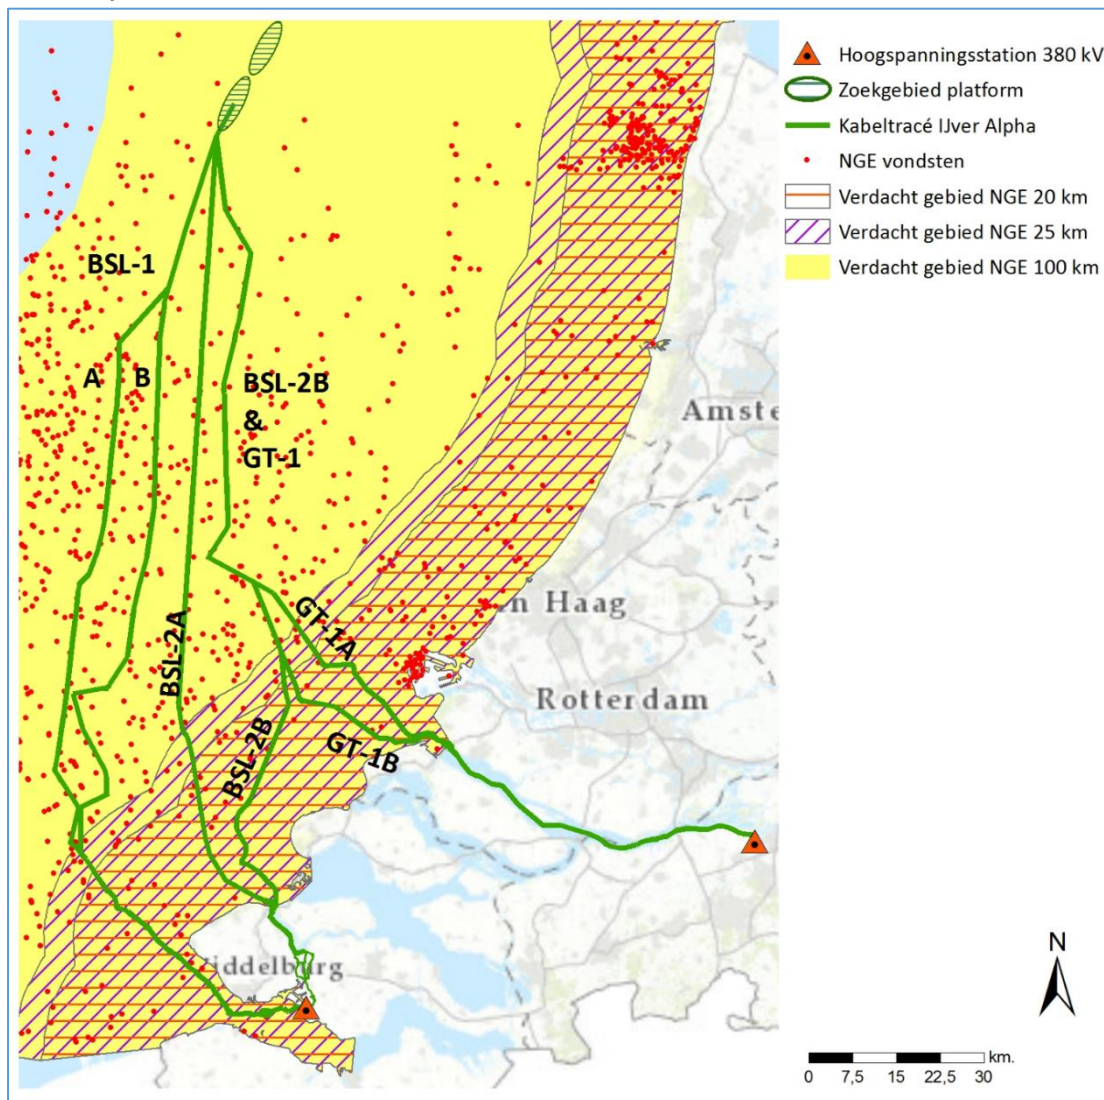 Hoogspanningsstation 380 kV
Zoekgebied platform
Kabeltracé IJver Alpha
NGE vondsten
Verdacht gebied NGE 20 km
Verdacht gebied NGE 25 km
Verdacht gebied NGE 100 km
BSL-1
A
B
BSL-2B
&
GT-1
Amste
GT-1A
n Haag
BSL-2A
Rotterdam
BSL-2B
GT-1B
iddelburg
N
km.
0 7,5 15 22,5 30